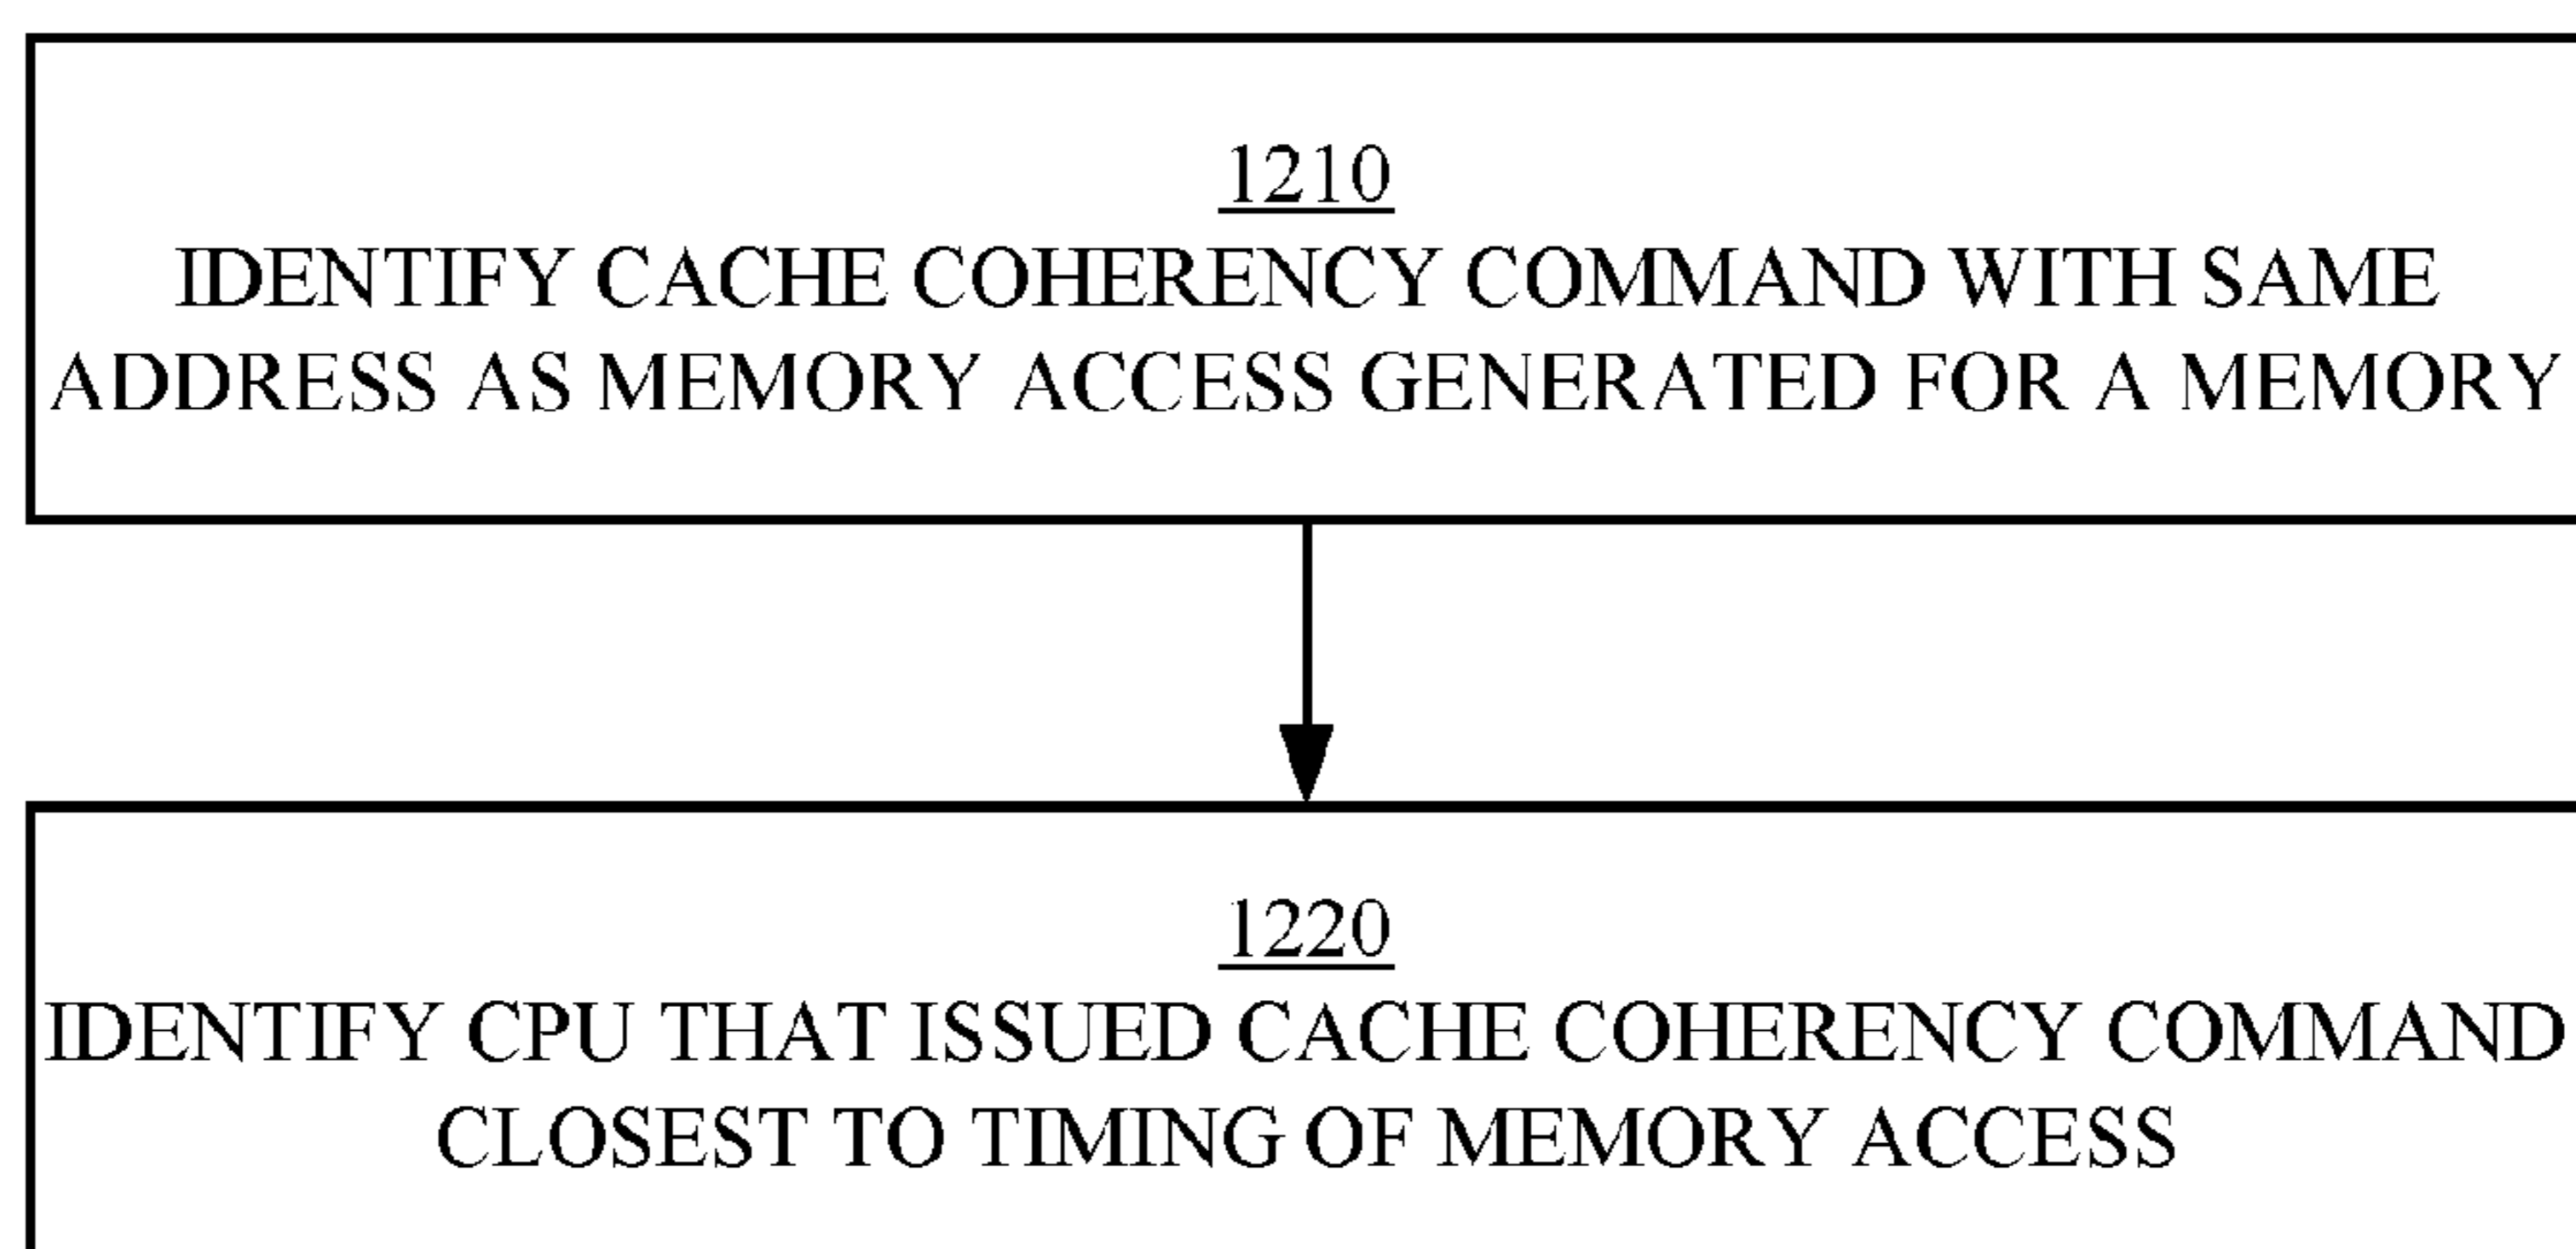 1210
IDENTIFY CACHE COHERENCY COMMAND WITH SAME
ADDRESS AS MEMORY ACCESS GENERATED FOR A MEMORY
1220
IDENTIFY CPU THAT ISSUED CACHE COHERENCY COMMAND
CLOSEST TO TIMING OF MEMORY ACCESS